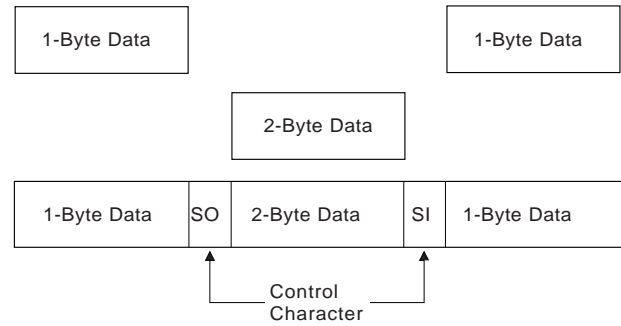 1-Byte Data
1-Byte Data
2-Byte Data
1-Byte Data SO 2-Byte Data SI 1-Byte Data
Control
Character